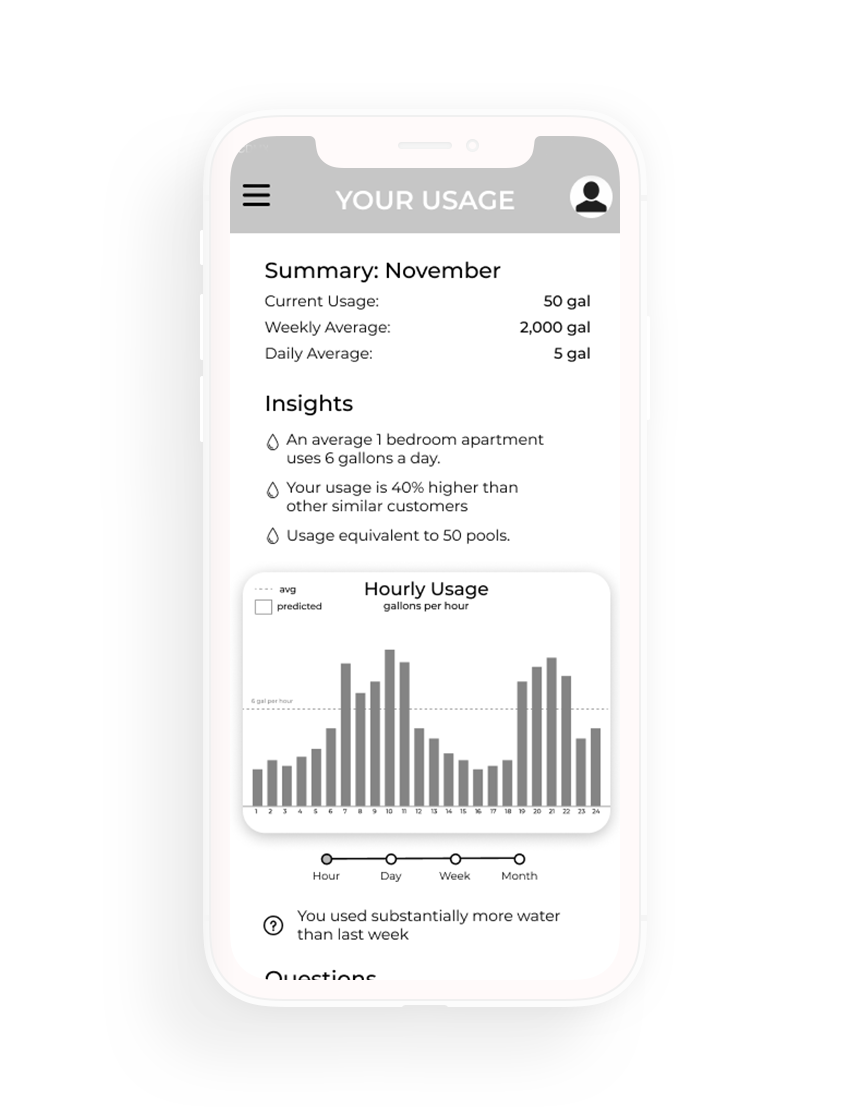 YOUR USAGE
Summary: November
Current Usage: 50 gal
Weekly Average: 2,000 gal
Daily Average: 5 gal
Insights
An average 1 bedroom apartment
uses 6 gallons a day.
Your usage is 40% higher than
other similar customers
Usage equivalent to 50 pools.
avg
predicted
Hourly Usage
gallons per hour
6 gal per hour
1 2 3 4 5 6 7 8 9 10 11 12 13 14 15 16 17 18 19 20 21 22 23 24
Hour Day Week Month
You used substantially more water
than last week
Questions